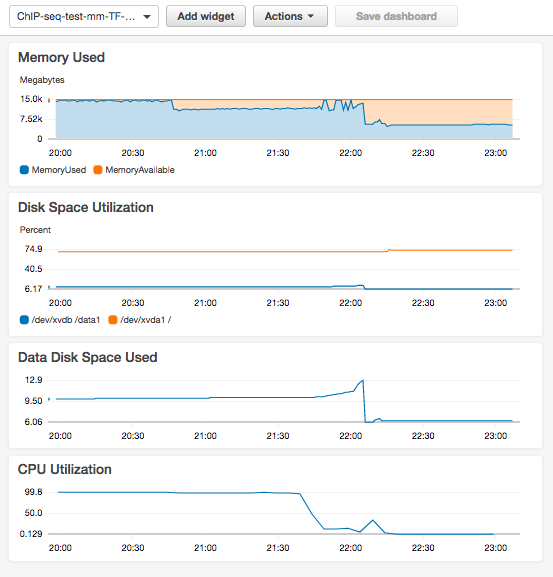 ChIP-seq-test-mm-TF-... Add widget Actions Save dashboard
Memory Used
Megabytes
15.0k
7.52k
0
20:00 20:30 21:00 21:30 22:00 22:30 23:00
MemoryUsed MemoryAvailable
Disk Space Utilization
Percent
74.9
40.5
6.17
20:00 20:30 21:00 21:30 22:00 22:30 23:00
/dev/xvdb /data1 /dev/xvda1 /
Data Disk Space Used
12.9
9.50
6.06
20:00 20:30 21:00 21:30 22:00 22:30 23:00
CPU Utilization
99.8
50.0
0.129
20:00 20:30 21:00 21:30 22:00 22:30 23:00